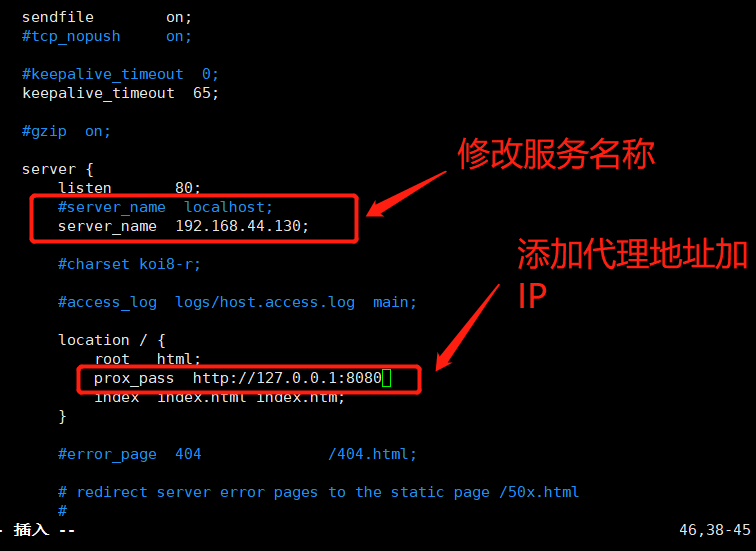 sendfile        on;
#tcp_nopush     on;
#keepalive_timeout  0;
keepalive_timeout  65;
#gzip  on;
server {
listen       80;
#server_name  localhost;
server_name  192.168.44.130;
修改服务名称
#charset koi8-r;
#access_log  logs/host.access.log  main;
添加代理地址加
IP
location / {
root   html;
prox_pass  http://127.0.0.1:8080
index  index.html index.htm;
}
#error_page  404              /404.html;
# redirect server error pages to the static page /50x.html
#
- 插入 --
46,38-45